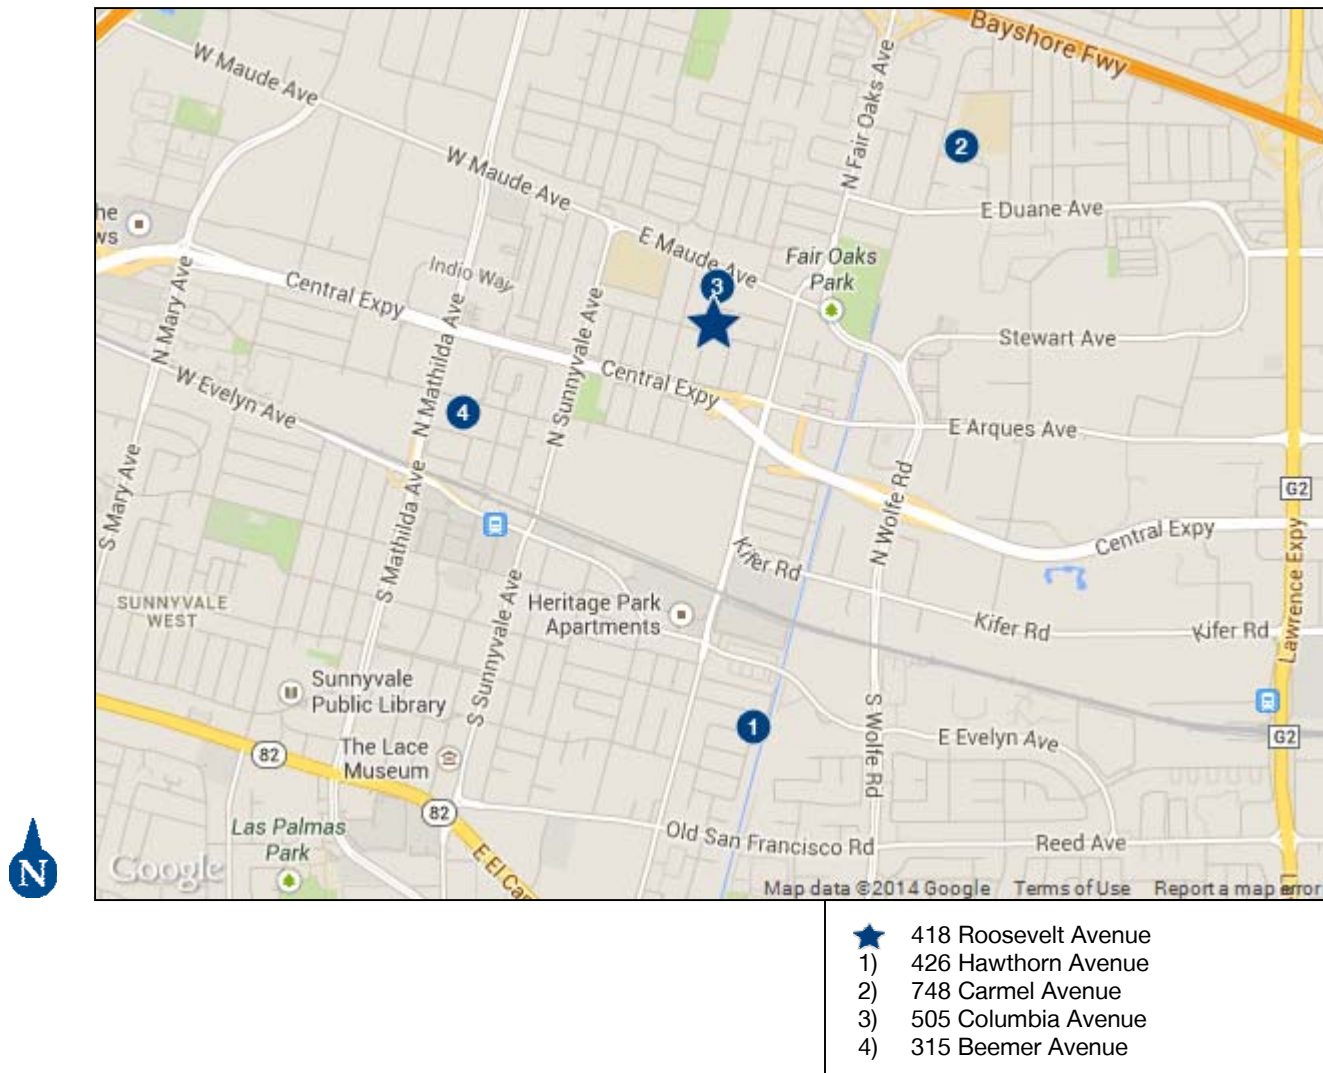 Bayshore Fwy
W Maude Ave
N Fair Oaks Ave
2
W Maude Ave
E Duane Ave
he
ws
E Maude Ave
Fair Oaks
Park
Indio Way
3
Central Expy
N Mary Ave
N Mathilda Ave
N Sunnyvale Ave
Stewart Ave
W Evelyn Ave
Central Expy
4
E Arques Ave
S Mary Ave
S Mathilda Ave
N Wolfe Rd
G2
Central Expy
Kifer Rd
Lawrence Expy
SUNNYVALE
WEST
Heritage Park
Apartments
Kifer Rd
Kifer Rd
S Sunnyvale Ave
Sunnyvale
Public Library
S Wolfe Rd
1
E Evelyn Ave
G2
82
The Lace
Museum
82
Las Palmas
Park
E El Ca
Old San Francisco Rd
Reed Ave
N
Google
Map data ©2014 Google Terms of Use Report a map error
418 Roosevelt Avenue
1) 426 Hawthorn Avenue
2) 748 Carmel Avenue
3) 505 Columbia Avenue
4) 315 Beemer Avenue